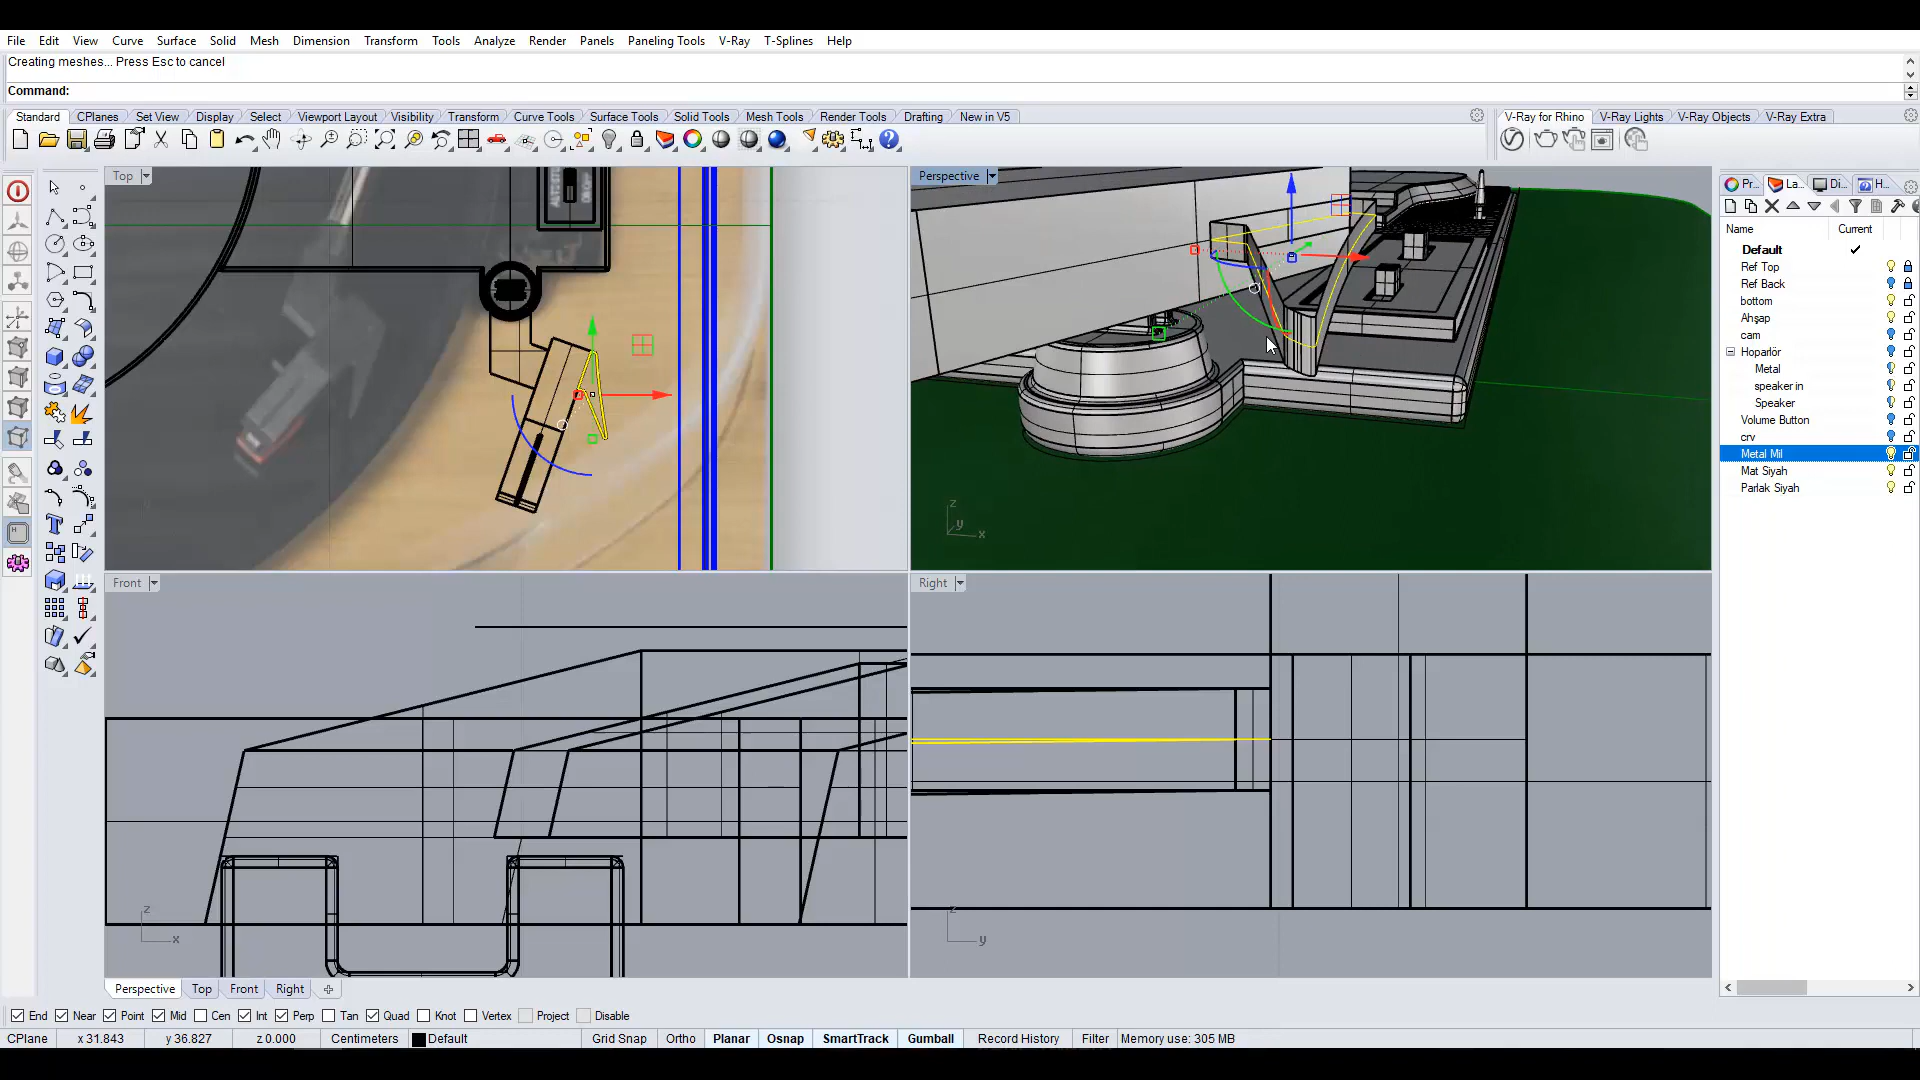 File Edit View Curve Surface Solid Mesh Dimension Transform Tools Analyze Render Panels Paneling Tools V-Ray T-Splines Help
Creating meshes... Press Esc to cancel
Command:
Standard CPlanes Set View Display Select Viewport Layout Visibility Transform Curve Tools Surface Tools Solid Tools Mesh Tools Render Tools Drafting New in V5
V-Ray for Rhino V-Ray Lights V-Ray Objects V-Ray Extra
Top
Perspective
Pr... La... Di... H...
Name Current
Default
Ref Top
Ref Back
bottom
Ahşap
cam
Hoparlör
Metal
speaker in
Speaker
Volume Button
crv
Metal Mil
Mat Siyah
Parlak Siyah
z
y
x
Front
Right
z
x
z
y
Perspective Top Front Right
End Near Point Mid Cen Int Perp Tan Quad Knot Vertex Project Disable
CPlane x 31.843 y 36.827 z 0.000 Centimeters Default Grid Snap Ortho Planar Osnap SmartTrack Gumball Record History Filter Memory use: 305 MB